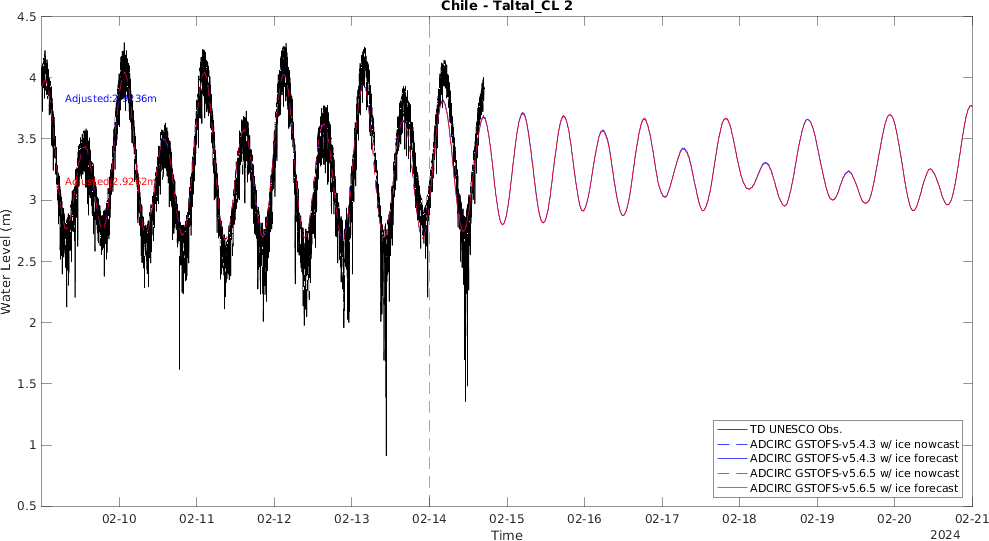 Chile - Taltal_CL 2
4.5
4
3.5
3
2.5
2
1.5
1
0.5
Water Level (m)
Adjusted:
Adjusted:2.9262m
02-10
02-11
02-12
02-13
02-14
02-15
02-16
02-17
02-18
02-19
02-20
02-21
Time
2024
TD UNESCO Obs.
ADCIRC GSTOFS-v5.4.3 w/ ice nowcast
ADCIRC GSTOFS-v5.4.3 w/ ice forecast
ADCIRC GSTOFS-v5.6.5 w/ ice nowcast
ADCIRC GSTOFS-v5.6.5 w/ ice forecast